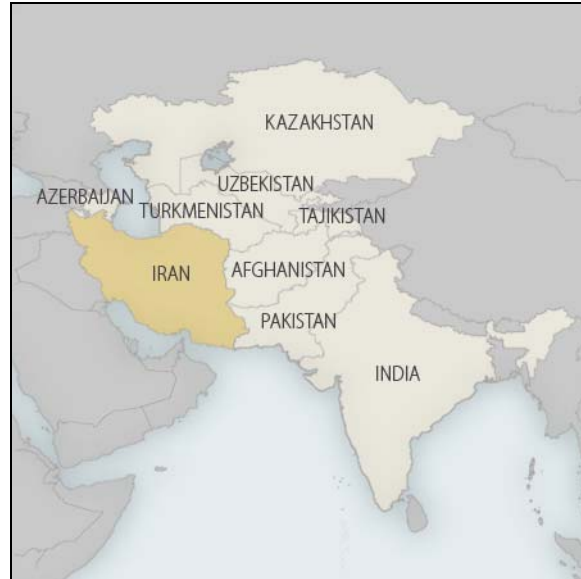 KAZAKHSTAN
UZBEKISTAN
AZERBAIJAN
TURKMENISTAN
TAJIKISTAN
IRAN
AFGHANISTAN
PAKISTAN
INDIA